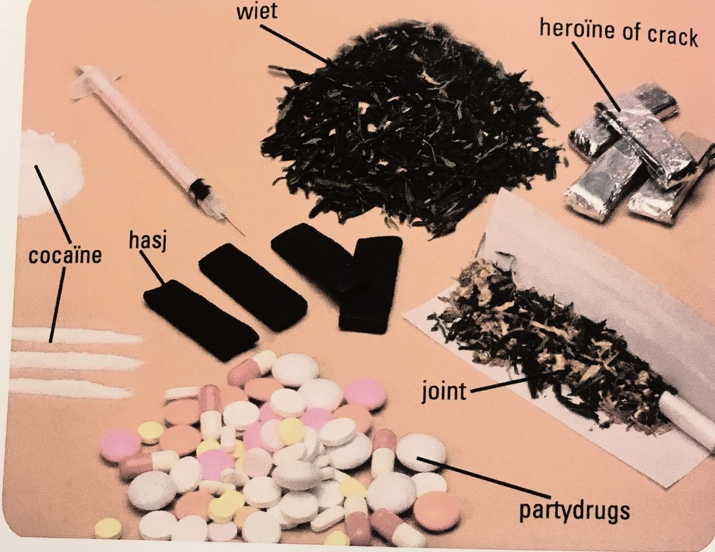 wiet
heroïne of crack
hasj
cocaïne
joint
partydrugs